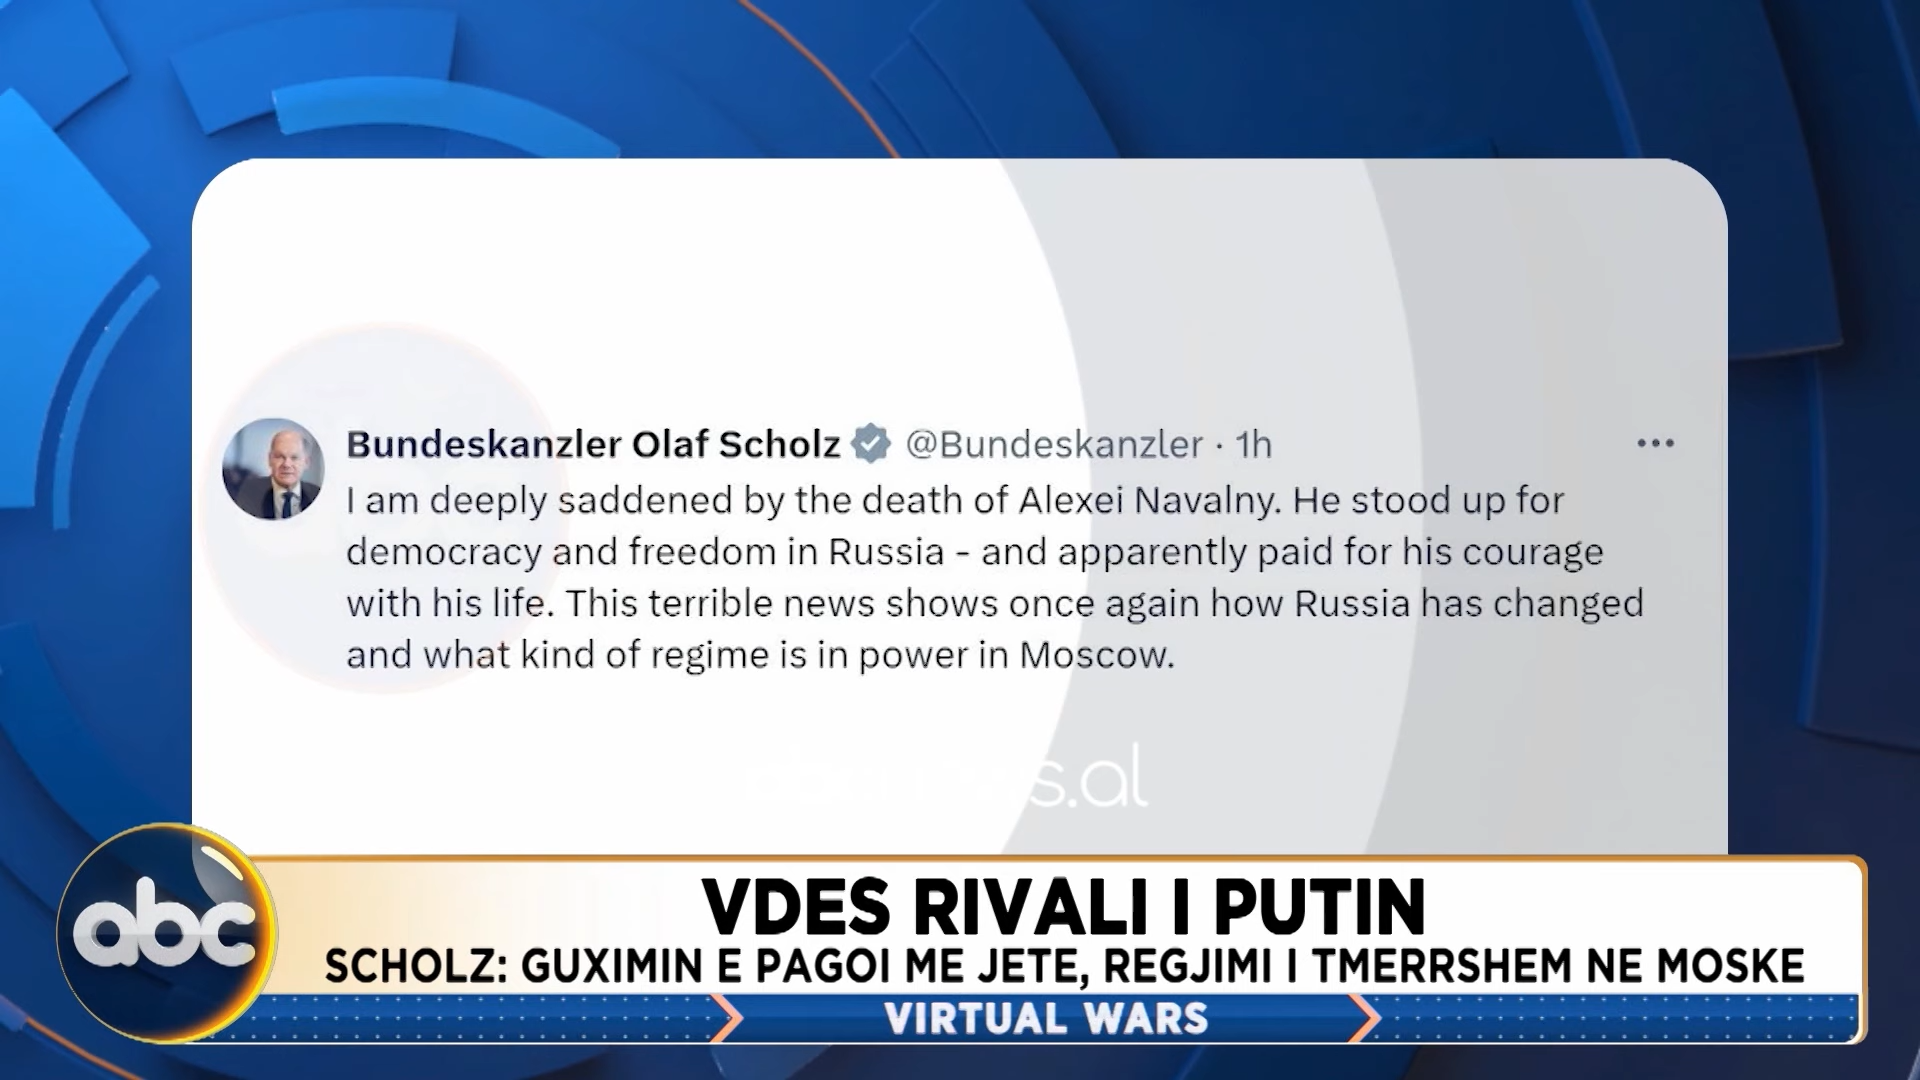 Bundeskanzler Olaf Scholz @Bundeskanzler · 1h
I am deeply saddened by the death of Alexei Navalny. He stood up for
democracy and freedom in Russia - and apparently paid for his courage
with his life. This terrible news shows once again how Russia has changed
and what kind of regime is in power in Moscow.
s.al
abc
VDES RIVALI I PUTIN
SCHOLZ: GUXIMIN E PAGOI ME JETE, REGJIMI I TMERRSHEM NE MOSKE
VIRTUAL WARS